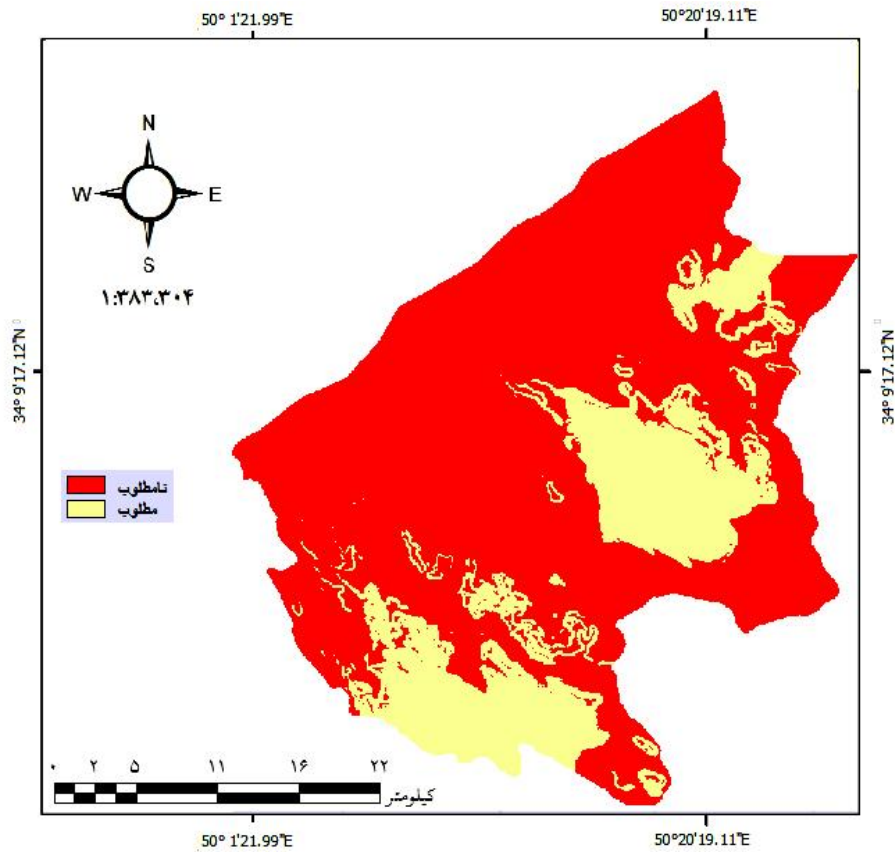 50° 1'21.99"E
50°20'19.11"E
N
W E
S
۱:۳۸۳،۳۰۴
34° 9'17.12"N
34° 9'17.12"N
نامطلوب
مطلوب
۰ ۲ ۵ ۱۱ ۱۶ ۲۲
کیلومتر
50° 1'21.99"E
50°20'19.11"E